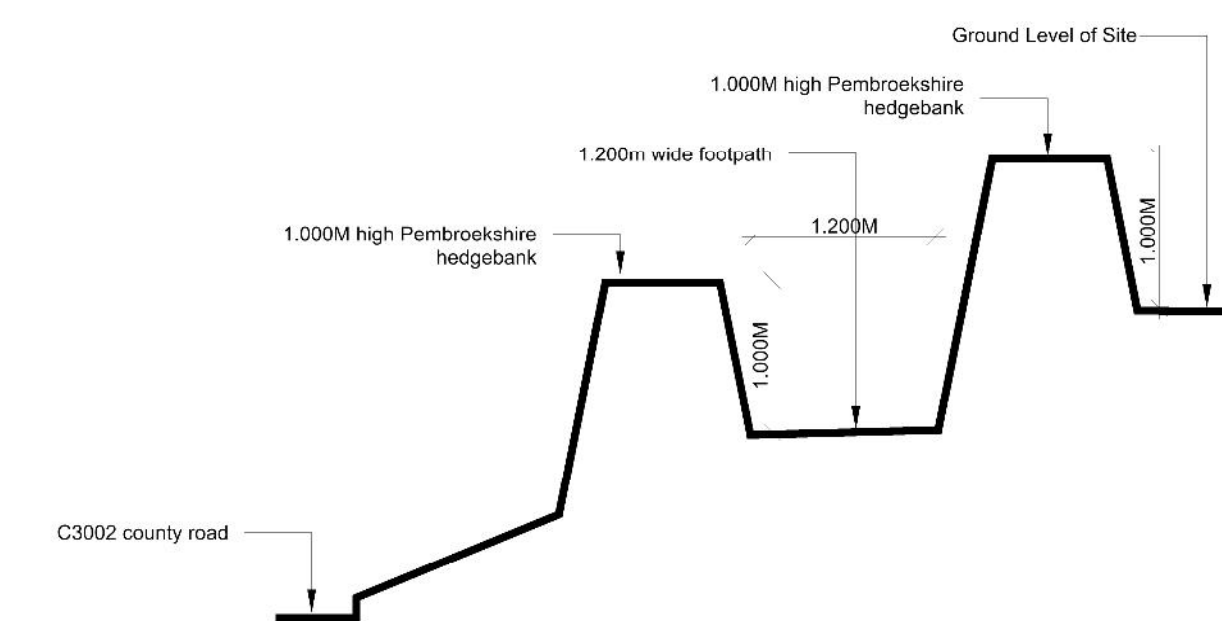 Ground Level of Site
1.000M high Pembroekshire
hedgebank
1.200m wide footpath
1.200M
1.000M
1.000M high Pembroekshire
hedgebank
1.000M
C3002 county road